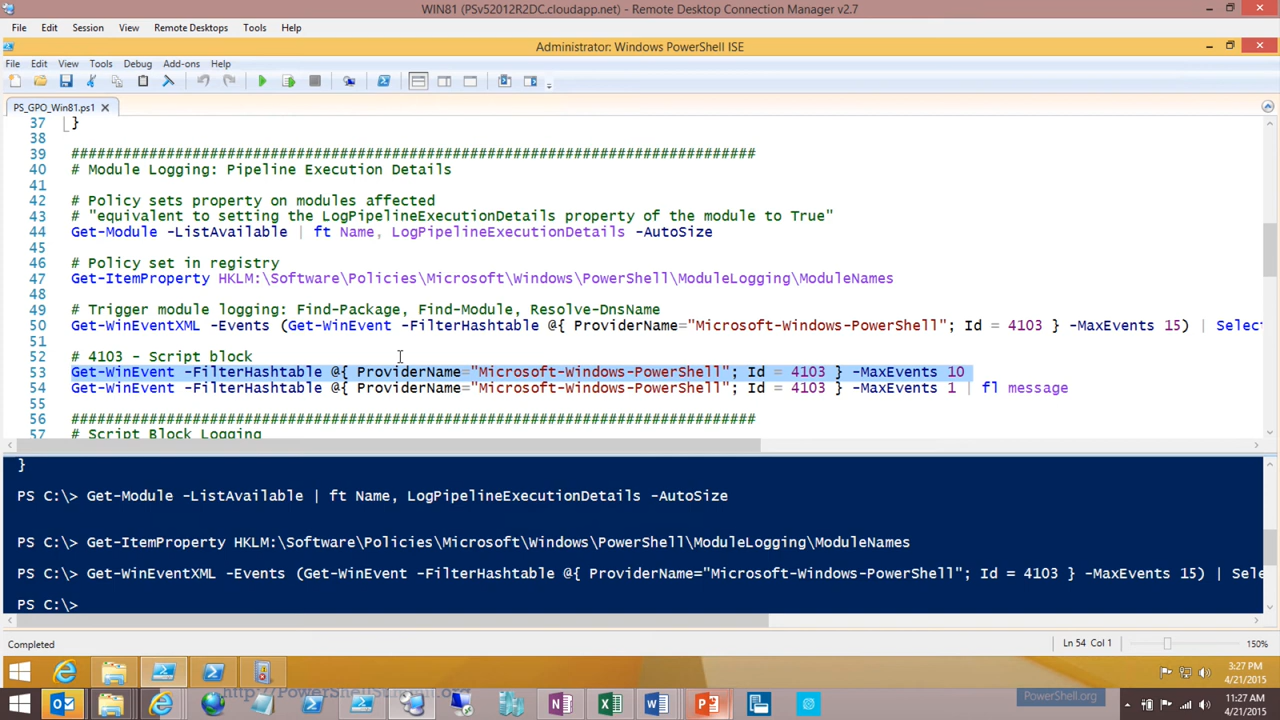 WIN81 (PSv52012R2DC.cloudapp.net) - Remote Desktop Connection Manager v2.7
File Edit Session View Remote Desktops Tools Help
Administrator: Windows PowerShell ISE
File Edit View Tools Debug Add-ons Help
PS_GPO_Win81.ps1
37 }
38
39 ###############################################################################
40 # Module Logging: Pipeline Execution Details
41
42 # Policy sets property on modules affected
43 # "equivalent to setting the LogPipelineExecutionDetails property of the module to True"
44 Get-Module -ListAvailable | ft Name, LogPipelineExecutionDetails -AutoSize
45
46 # Policy set in registry
47 Get-ItemProperty HKLM:\Software\Policies\Microsoft\Windows\PowerShell\ModuleLogging\ModuleNames
48
49 # Trigger module logging: Find-Package, Find-Module, Resolve-DnsName
50 Get-WinEventXML -Events (Get-WinEvent -FilterHashtable @{ ProviderName="Microsoft-Windows-PowerShell"; Id = 4103 } -MaxEvents 15) | Selec
51
52 # 4103 - Script block
53 Get-WinEvent -FilterHashtable @{ ProviderName="Microsoft-Windows-PowerShell"; Id = 4103 } -MaxEvents 10
54 Get-WinEvent -FilterHashtable @{ ProviderName="Microsoft-Windows-PowerShell"; Id = 4103 } -MaxEvents 1 | fl message
55
56 ###############################################################################
57 # Script Block Logging
}
PS C:\> Get-Module -ListAvailable | ft Name, LogPipelineExecutionDetails -AutoSize
PS C:\> Get-ItemProperty HKLM:\Software\Policies\Microsoft\Windows\PowerShell\ModuleLogging\ModuleNames
PS C:\> Get-WinEventXML -Events (Get-WinEvent -FilterHashtable @{ ProviderName="Microsoft-Windows-PowerShell"; Id = 4103 } -MaxEvents 15) | Sele
PS C:\>
Completed
Ln 54 Col 1
150%
3:27 PM
4/21/2015
PowerShell.org
11:27 AM
4/21/2015